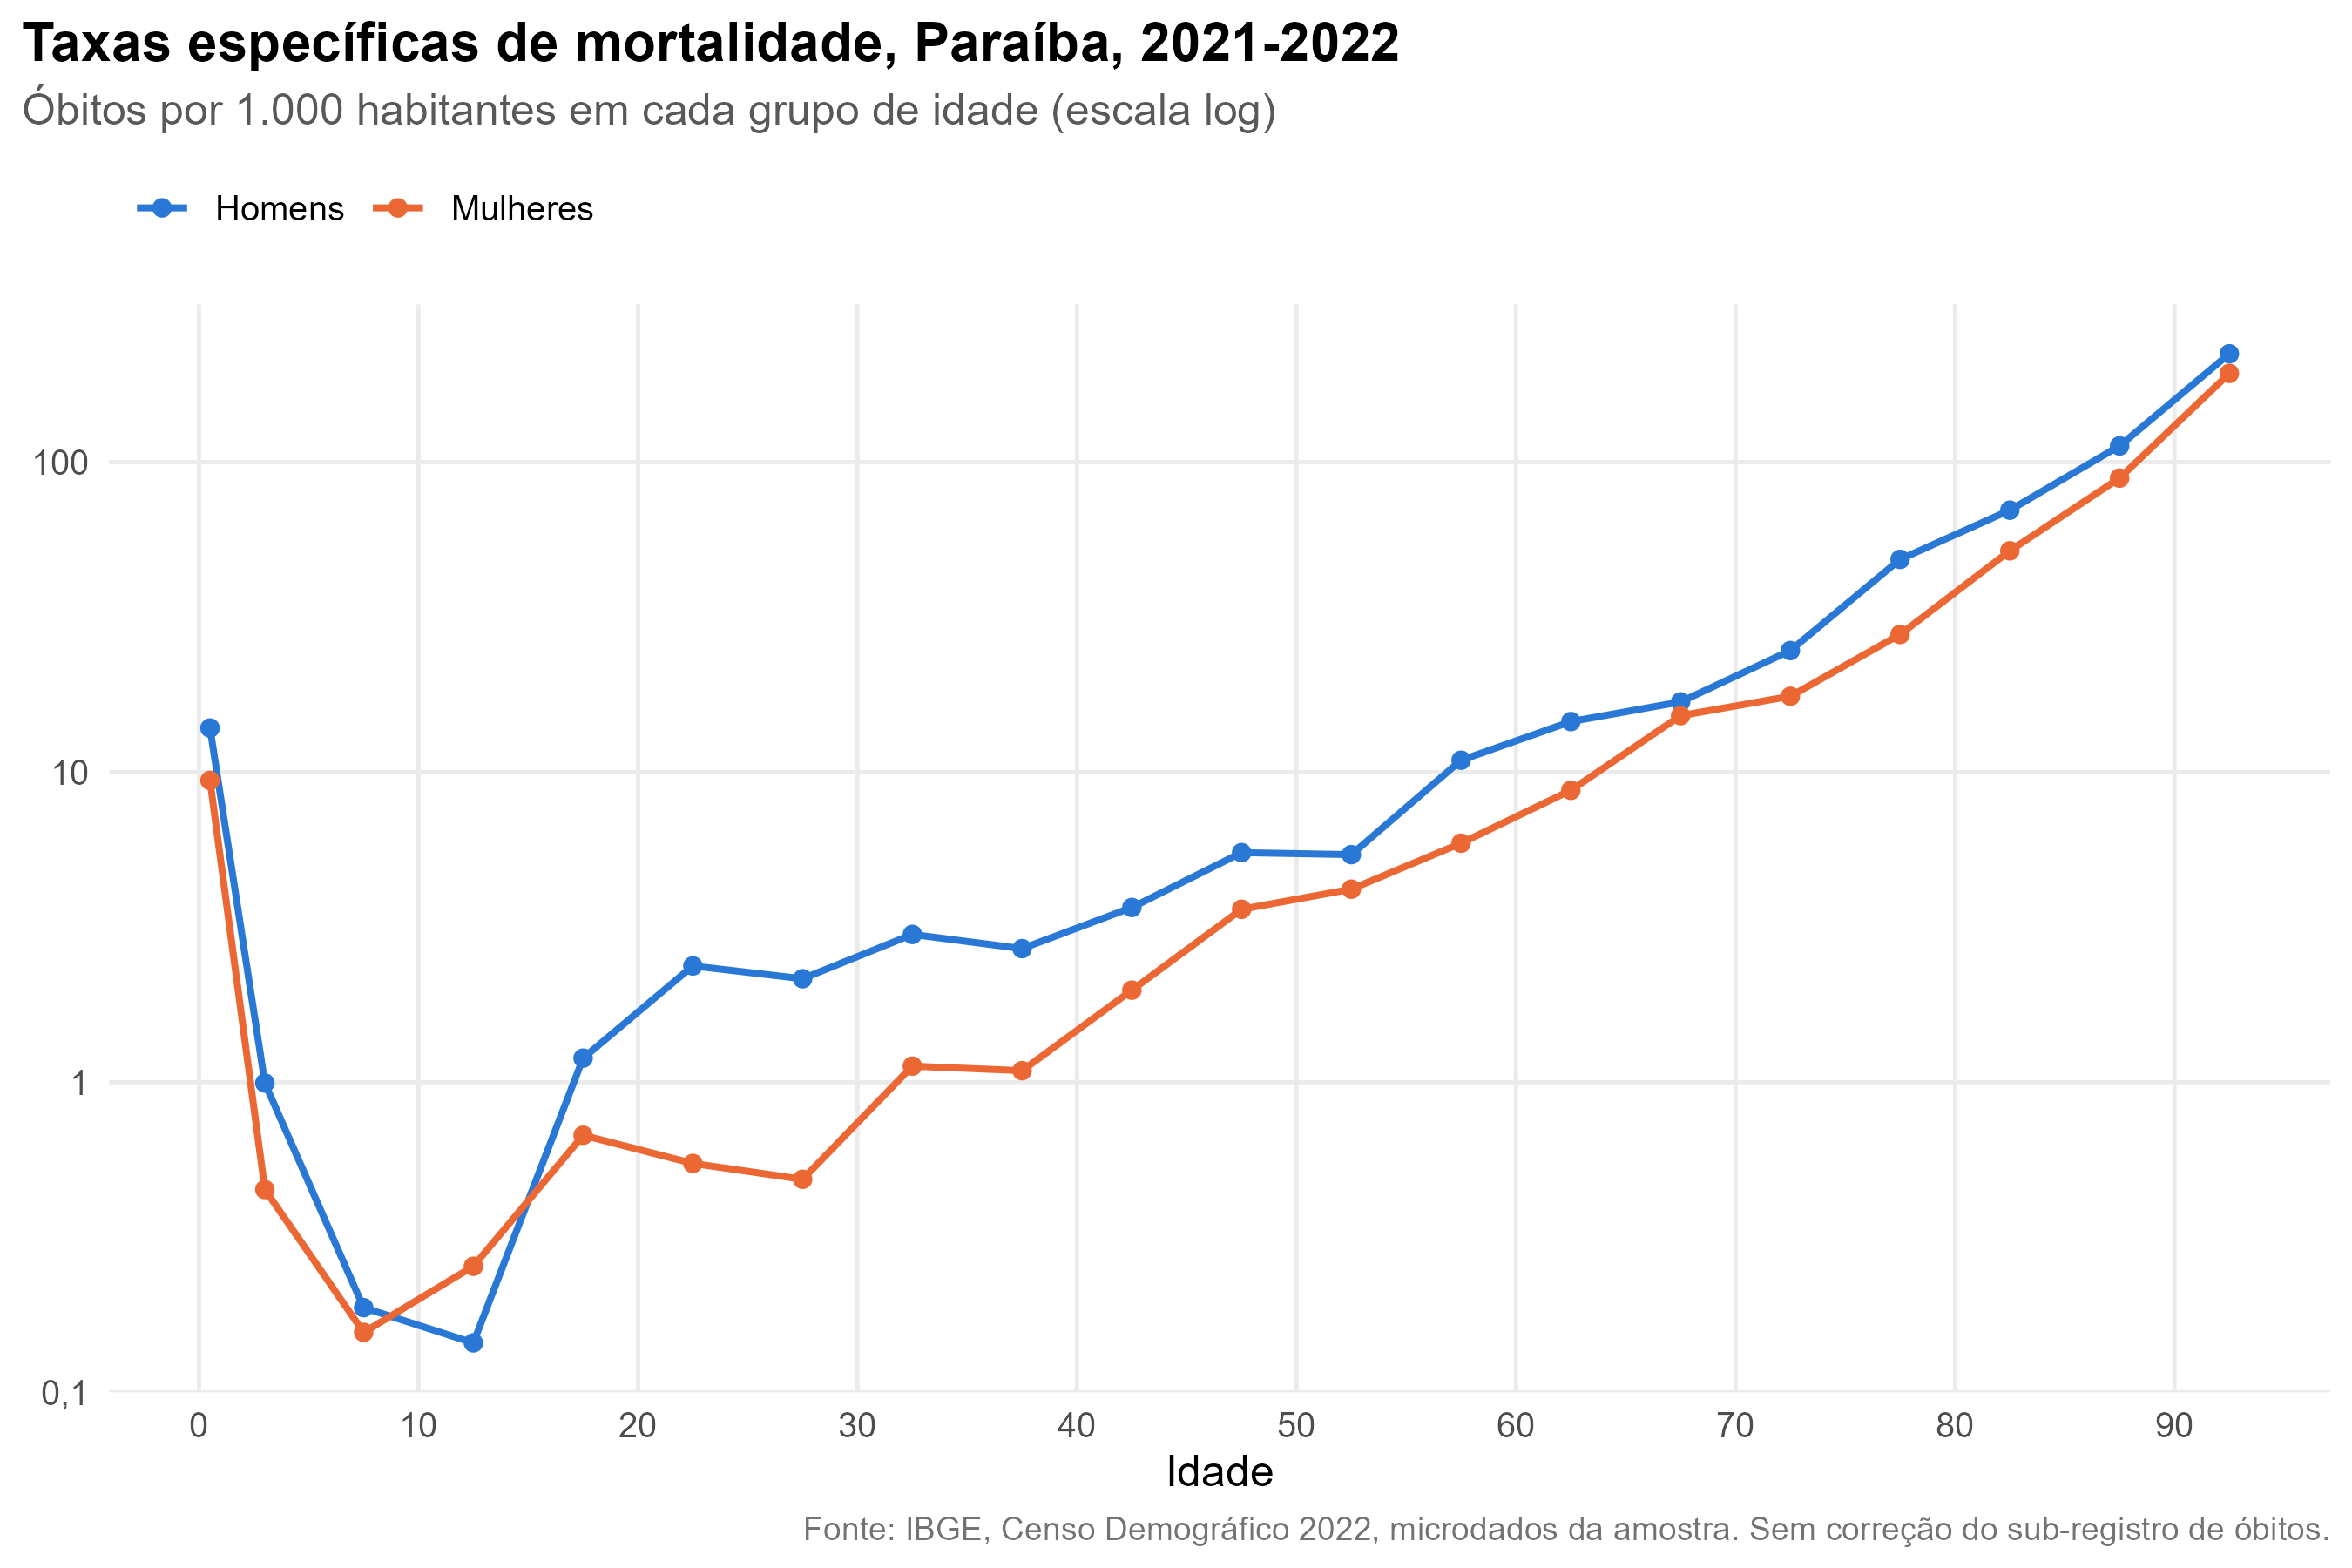 Taxas específicas de mortalidade, Paraíba, 2021-2022
Óbitos por 1.000 habitantes em cada grupo de idade (escala log)
Homens Mulheres
100
10
1
0,1
0 10 20 30 40 50 60 70 80 90
Idade
Fonte: IBGE, Censo Demográfico 2022, microdados da amostra. Sem correção do sub-registro de óbitos.